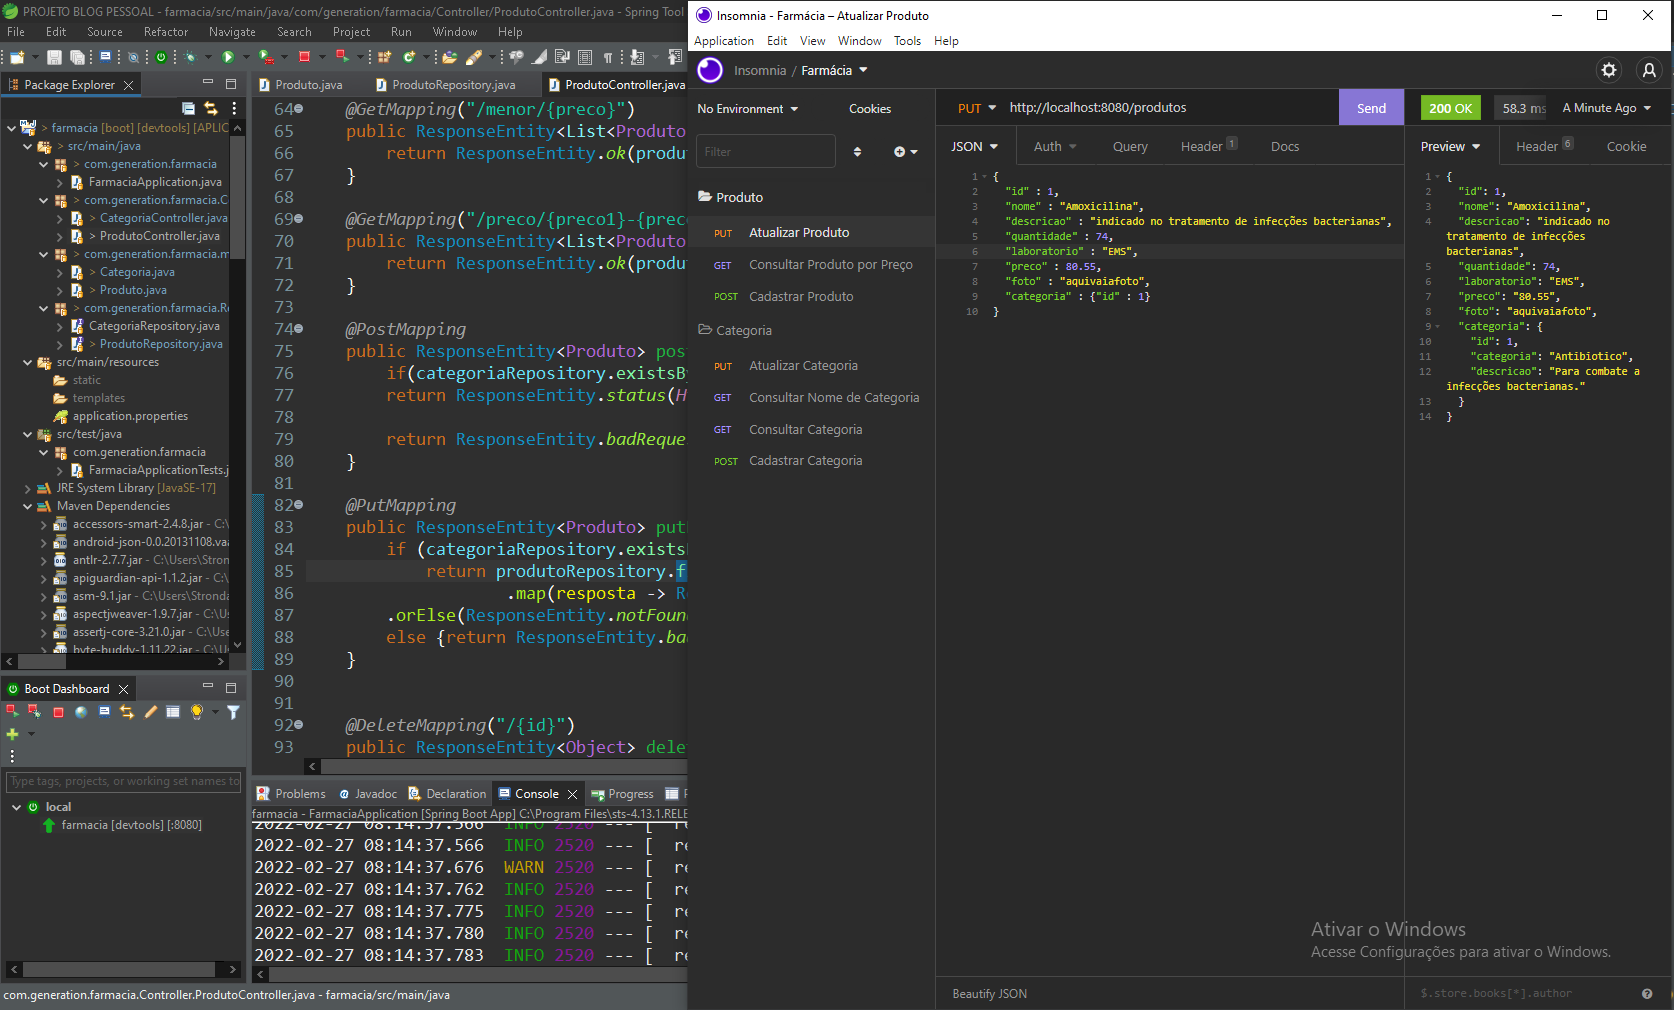 PROJETO BLOG PESSOAL - farmacia/src/main/java/com/generation/farmacia/Controller/ProdutoController.java - Spring Tool
File Edit Source Refactor Navigate Search Project Run Window Help
Package Explorer
> farmacia [boot] [devtools] [APLIC
> src/main/java
> com.generation.farmacia
FarmaciaApplication.java
> com.generation.farmacia.C
> CategoriaController.java
> ProdutoController.java
> com.generation.farmacia.m
> Categoria.java
> Produto.java
> com.generation.farmacia.Re
CategoriaRepository.java
> ProdutoRepository.java
src/main/resources
static
templates
application.properties
src/test/java
com.generation.farmacia
FarmaciaApplicationTests.j
JRE System Library [JavaSE-17]
Maven Dependencies
accessors-smart-2.4.8.jar - C:\
android-json-0.0.20131108.vaa
antlr-2.7.7.jar - C:\Users\Stron
apiguardian-api-1.1.2.jar - C:\
asm-9.1.jar - C:\Users\Stronda
aspectjweaver-1.9.7.jar - C:\U
assertj-core-3.21.0.jar - C:\Use
byte-buddy-1.11.22.jar - C:\U
Boot Dashboard
Type tags, projects, or working set names to
local
farmacia [devtools] [:8080]
Produto.java ProdutoRepository.java ProdutoController.java
64 @GetMapping("/menor/{preco}")
65 public ResponseEntity<List<Produto
66 return ResponseEntity.ok(produt
67 }
68
69 @GetMapping("/preco/{preco1}-{prec
70 public ResponseEntity<List<Produto
71 return ResponseEntity.ok(produt
72 }
73
74 @PostMapping
75 public ResponseEntity<Produto> post
76 if(categoriaRepository.existsBy
77 return ResponseEntity.status(H
78
79 return ResponseEntity.badReque
80 }
81
82 @PutMapping
83 public ResponseEntity<Produto> put
84 if (categoriaRepository.exists
85 return produtoRepository.f
86 .map(resposta -> R
87 .orElse(ResponseEntity.notFoun
88 else {return ResponseEntity.ba
89 }
90
91
92 @DeleteMapping("/{id}")
93 public ResponseEntity<Object> dele
Problems Javadoc Declaration Console Progress
farmacia - FarmaciaApplication [Spring Boot App] C:\Program Files\sts-4.13.1.RELE
2022-02-27 08:14:37.566 INFO 2520 --- [ re
2022-02-27 08:14:37.566 INFO 2520 --- [ re
2022-02-27 08:14:37.676 WARN 2520 --- [ re
2022-02-27 08:14:37.762 INFO 2520 --- [ re
2022-02-27 08:14:37.775 INFO 2520 --- [ re
2022-02-27 08:14:37.780 INFO 2520 --- [ re
2022-02-27 08:14:37.783 INFO 2520 --- [ re
com.generation.farmacia.Controller.ProdutoController.java - farmacia/src/main/java
Insomnia - Farmácia – Atualizar Produto
Application Edit View Window Tools Help
Insomnia / Farmácia
No Environment Cookies
Filter
Produto
PUT Atualizar Produto
GET Consultar Produto por Preço
POST Cadastrar Produto
Categoria
PUT Atualizar Categoria
GET Consultar Nome de Categoria
GET Consultar Categoria
POST Cadastrar Categoria
PUT http://localhost:8080/produtos Send
JSON Auth Query Header 1 Docs
1 {
2 "id" : 1,
3 "nome" : "Amoxicilina",
4 "descricao" : "indicado no tratamento de infecções bacterianas",
5 "quantidade" : 74,
6 "laboratorio" : "EMS",
7 "preco" : 80.55,
8 "foto" : "aquivaiafoto",
9 "categoria" : {"id" : 1}
10 }
Beautify JSON
200 OK 58.3 ms A Minute Ago
Preview Header 6 Cookie
1 {
2 "id": 1,
3 "nome": "Amoxicilina",
4 "descricao": "indicado no
tratamento de infecções
bacterianas",
5 "quantidade": 74,
6 "laboratorio": "EMS",
7 "preco": "80.55",
8 "foto": "aquivaiafoto",
9 "categoria": {
10 "id": 1,
11 "categoria": "Antibiotico",
12 "descricao": "Para combate a
infecções bacterianas."
13 }
14 }
Ativar o Windows
Acesse Configurações para ativar o Windows.
$.store.books[*].author